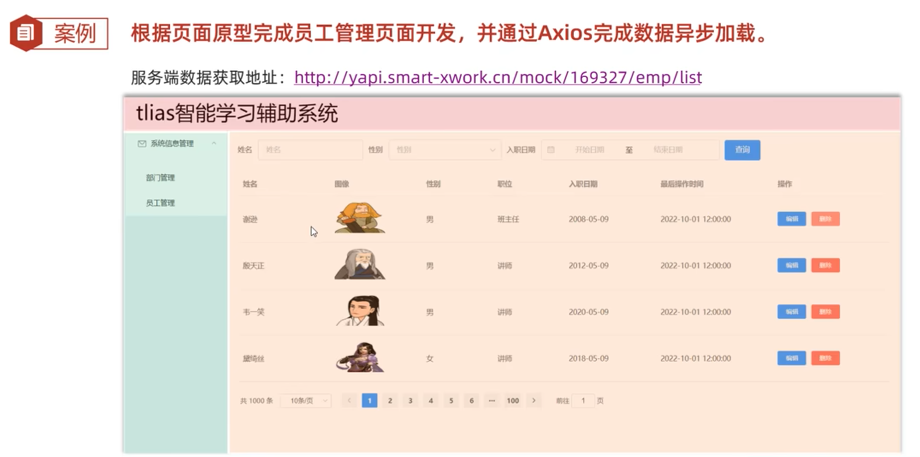 案例
根据页面原型完成员工管理页面开发，并通过Axios完成数据异步加载。
服务端数据获取地址：http://yapi.smart-xwork.cn/mock/169327/emp/list
tlias智能学习辅助系统
系统信息管理
部门管理
员工管理
姓名 姓名 性别 性别 入职日期 开始日期 至 结束日期 查询
姓名 图像 性别 职位 入职日期 最后操作时间 操作
谢逊 男 班主任 2008-05-09 2022-10-01 12:00:00 编辑 删除
殷天正 男 讲师 2012-05-09 2022-10-01 12:00:00 编辑 删除
韦一笑 男 讲师 2020-05-09 2022-10-01 12:00:00 编辑 删除
黛绮丝 女 讲师 2018-05-09 2022-10-01 12:00:00 编辑 删除
共 1000 条 10条/页 1 2 3 4 5 6 ··· 100 前往 1 页